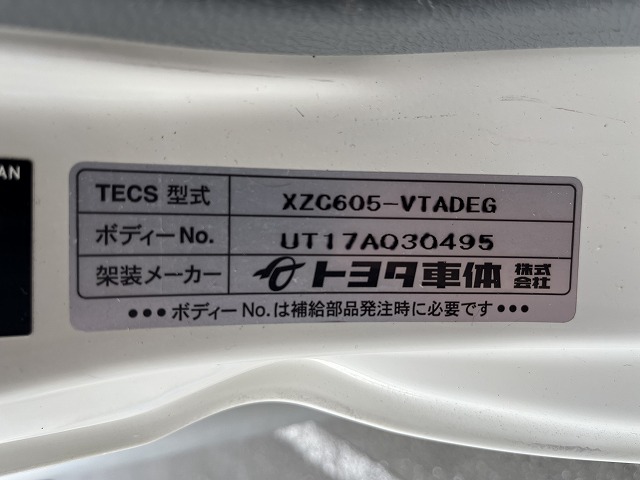 AN
TECS 型式 XZC605-VTADEG
ボディーNo. UT17AQ30495
架装メーカー トヨタ車体 株式会社
●●●ボディーNo.は補給部品発注時に必要です●●●